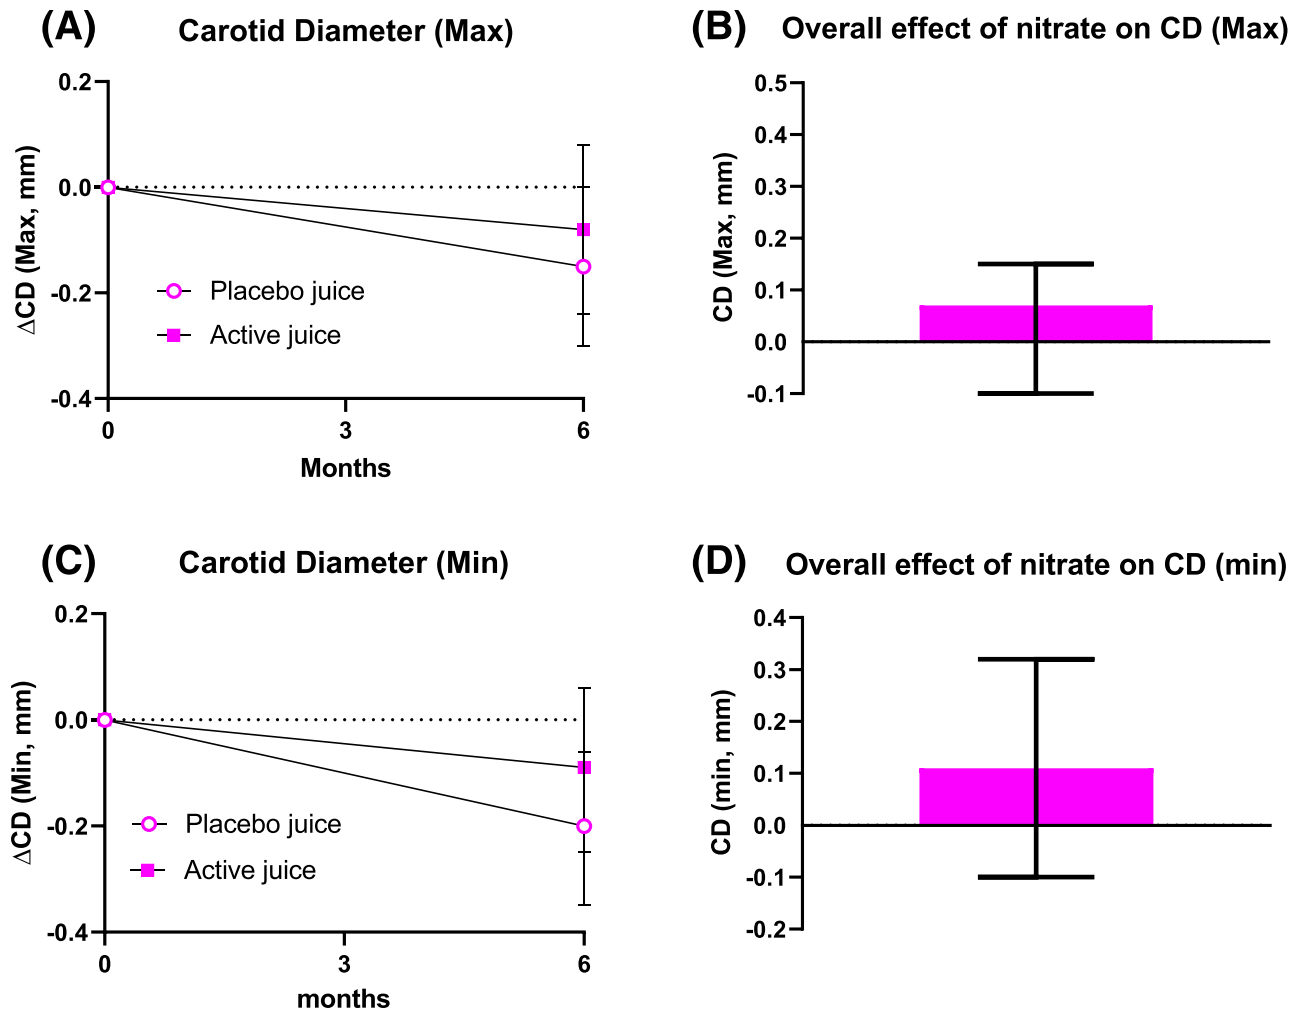 (A)
Carotid Diameter (Max)
0.2
0.0
-0.2
-0.4
ΔCD (Max, mm)
Placebo juice
Active juice
0 3 6
Months
(B)
Overall effect of nitrate on CD (Max)
0.5
0.4
0.3
0.2
0.1
0.0
-0.1
CD (Max, mm)
(C)
Carotid Diameter (Min)
0.2
0.0
-0.2
-0.4
ΔCD (Min, mm)
Placebo juice
Active juice
0 3 6
months
(D)
Overall effect of nitrate on CD (min)
0.4
0.3
0.2
0.1
0.0
-0.1
-0.2
CD (min, mm)